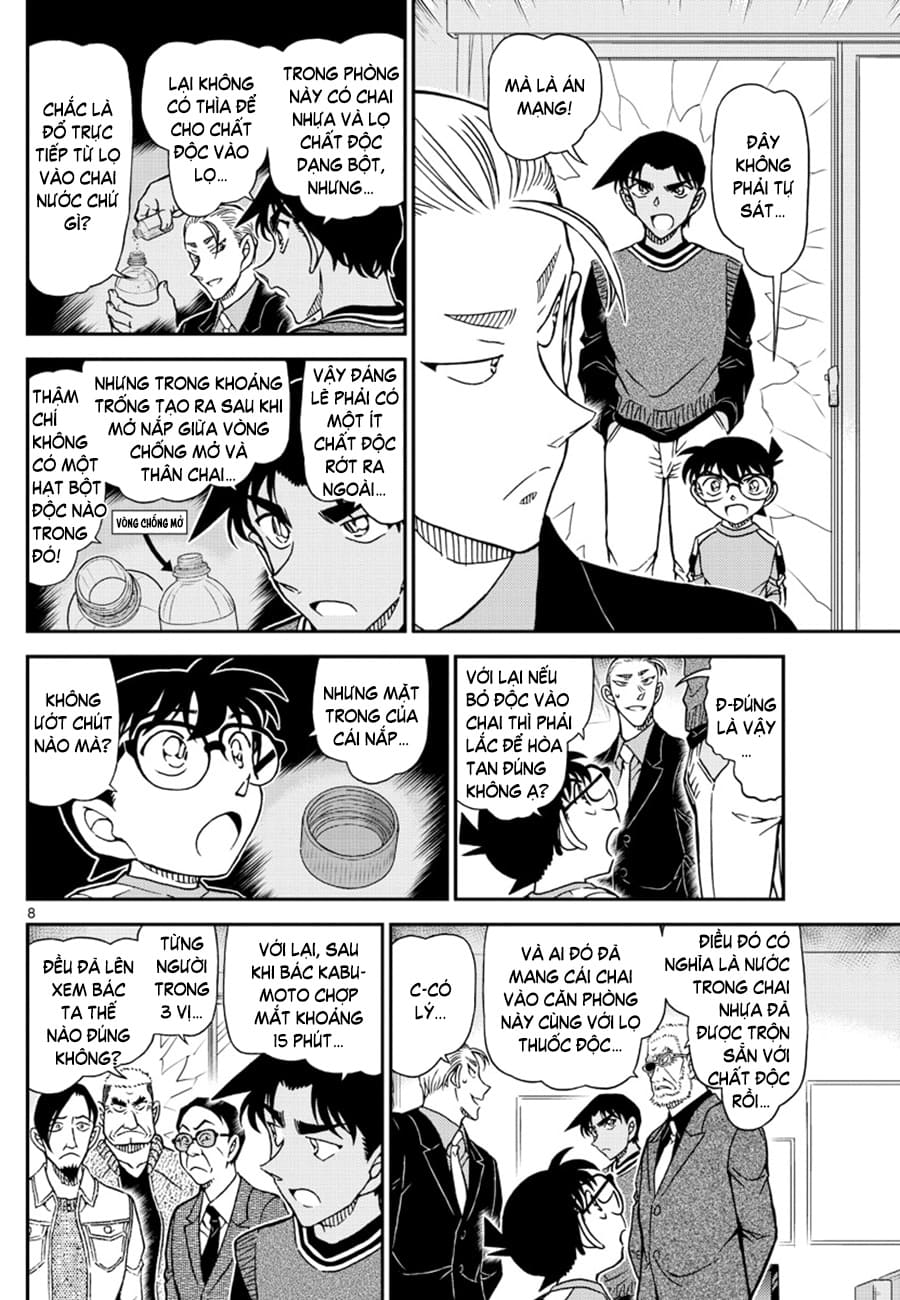 ĐÂY
KHÔNG
PHẢI TỰ
SÁT...
MÀ LÀ ÁN
MẠNG!
TRONG PHÒNG
NÀY CÓ CHAI
NHỰA VÀ LỌ
CHẤT ĐỘC
DẠNG BỘT,
NHƯNG...
LẠI KHÔNG
CÓ THÌA ĐỂ
CHO CHẤT
ĐỘC VÀO
LỌ...
CHẮC LÀ
ĐỔ TRỰC
TIẾP TỪ LỌ
VÀO CHAI
NƯỚC CHỨ
GÌ?
VẬY ĐÁNG
LẼ PHẢI CÓ
MỘT ÍT
CHẤT ĐỘC
RỚT RA
NGOÀI...
NHƯNG TRONG KHOẢNG
TRỐNG TẠO RA SAU KHI
MỞ NẮP GIỮA VÒNG
CHỐNG MỞ VÀ
THÂN CHAI...
VÒNG CHỐNG MỞ
THẬM
CHÍ
KHÔNG
CÓ MỘT
HẠT BỘT
ĐỘC NÀO
TRONG
ĐÓ!
Đ-ĐÚNG
LÀ VẬY...
VỚI LẠI NẾU
BỎ ĐỘC VÀO
CHAI THÌ PHẢI
LẮC ĐỂ HÒA
TAN ĐÚNG
KHÔNG Ạ?
NHƯNG MẶT
TRONG CỦA
CÁI NẮP...
KHÔNG
ƯỚT CHÚT
NÀO MÀ?
8
ĐIỀU ĐÓ CÓ
NGHĨA LÀ NƯỚC
TRONG CHAI
NHỰA ĐÃ
ĐƯỢC TRỘN
SẴN VỚI
CHẤT ĐỘC
RỒI...
VÀ AI ĐÓ ĐÃ
MANG CÁI CHAI
VÀO CĂN PHÒNG
NÀY CÙNG VỚI LỌ
THUỐC ĐỘC...
C-CÓ
LÝ...
VỚI LẠI, SAU
KHI BÁC KABU-
MOTO CHỢP
MẮT KHOẢNG
15 PHÚT...
TỪNG
NGƯỜI
TRONG
3 VỊ...
ĐỀU ĐÃ LÊN
XEM BÁC
TA THẾ
NÀO ĐÚNG
KHÔNG?